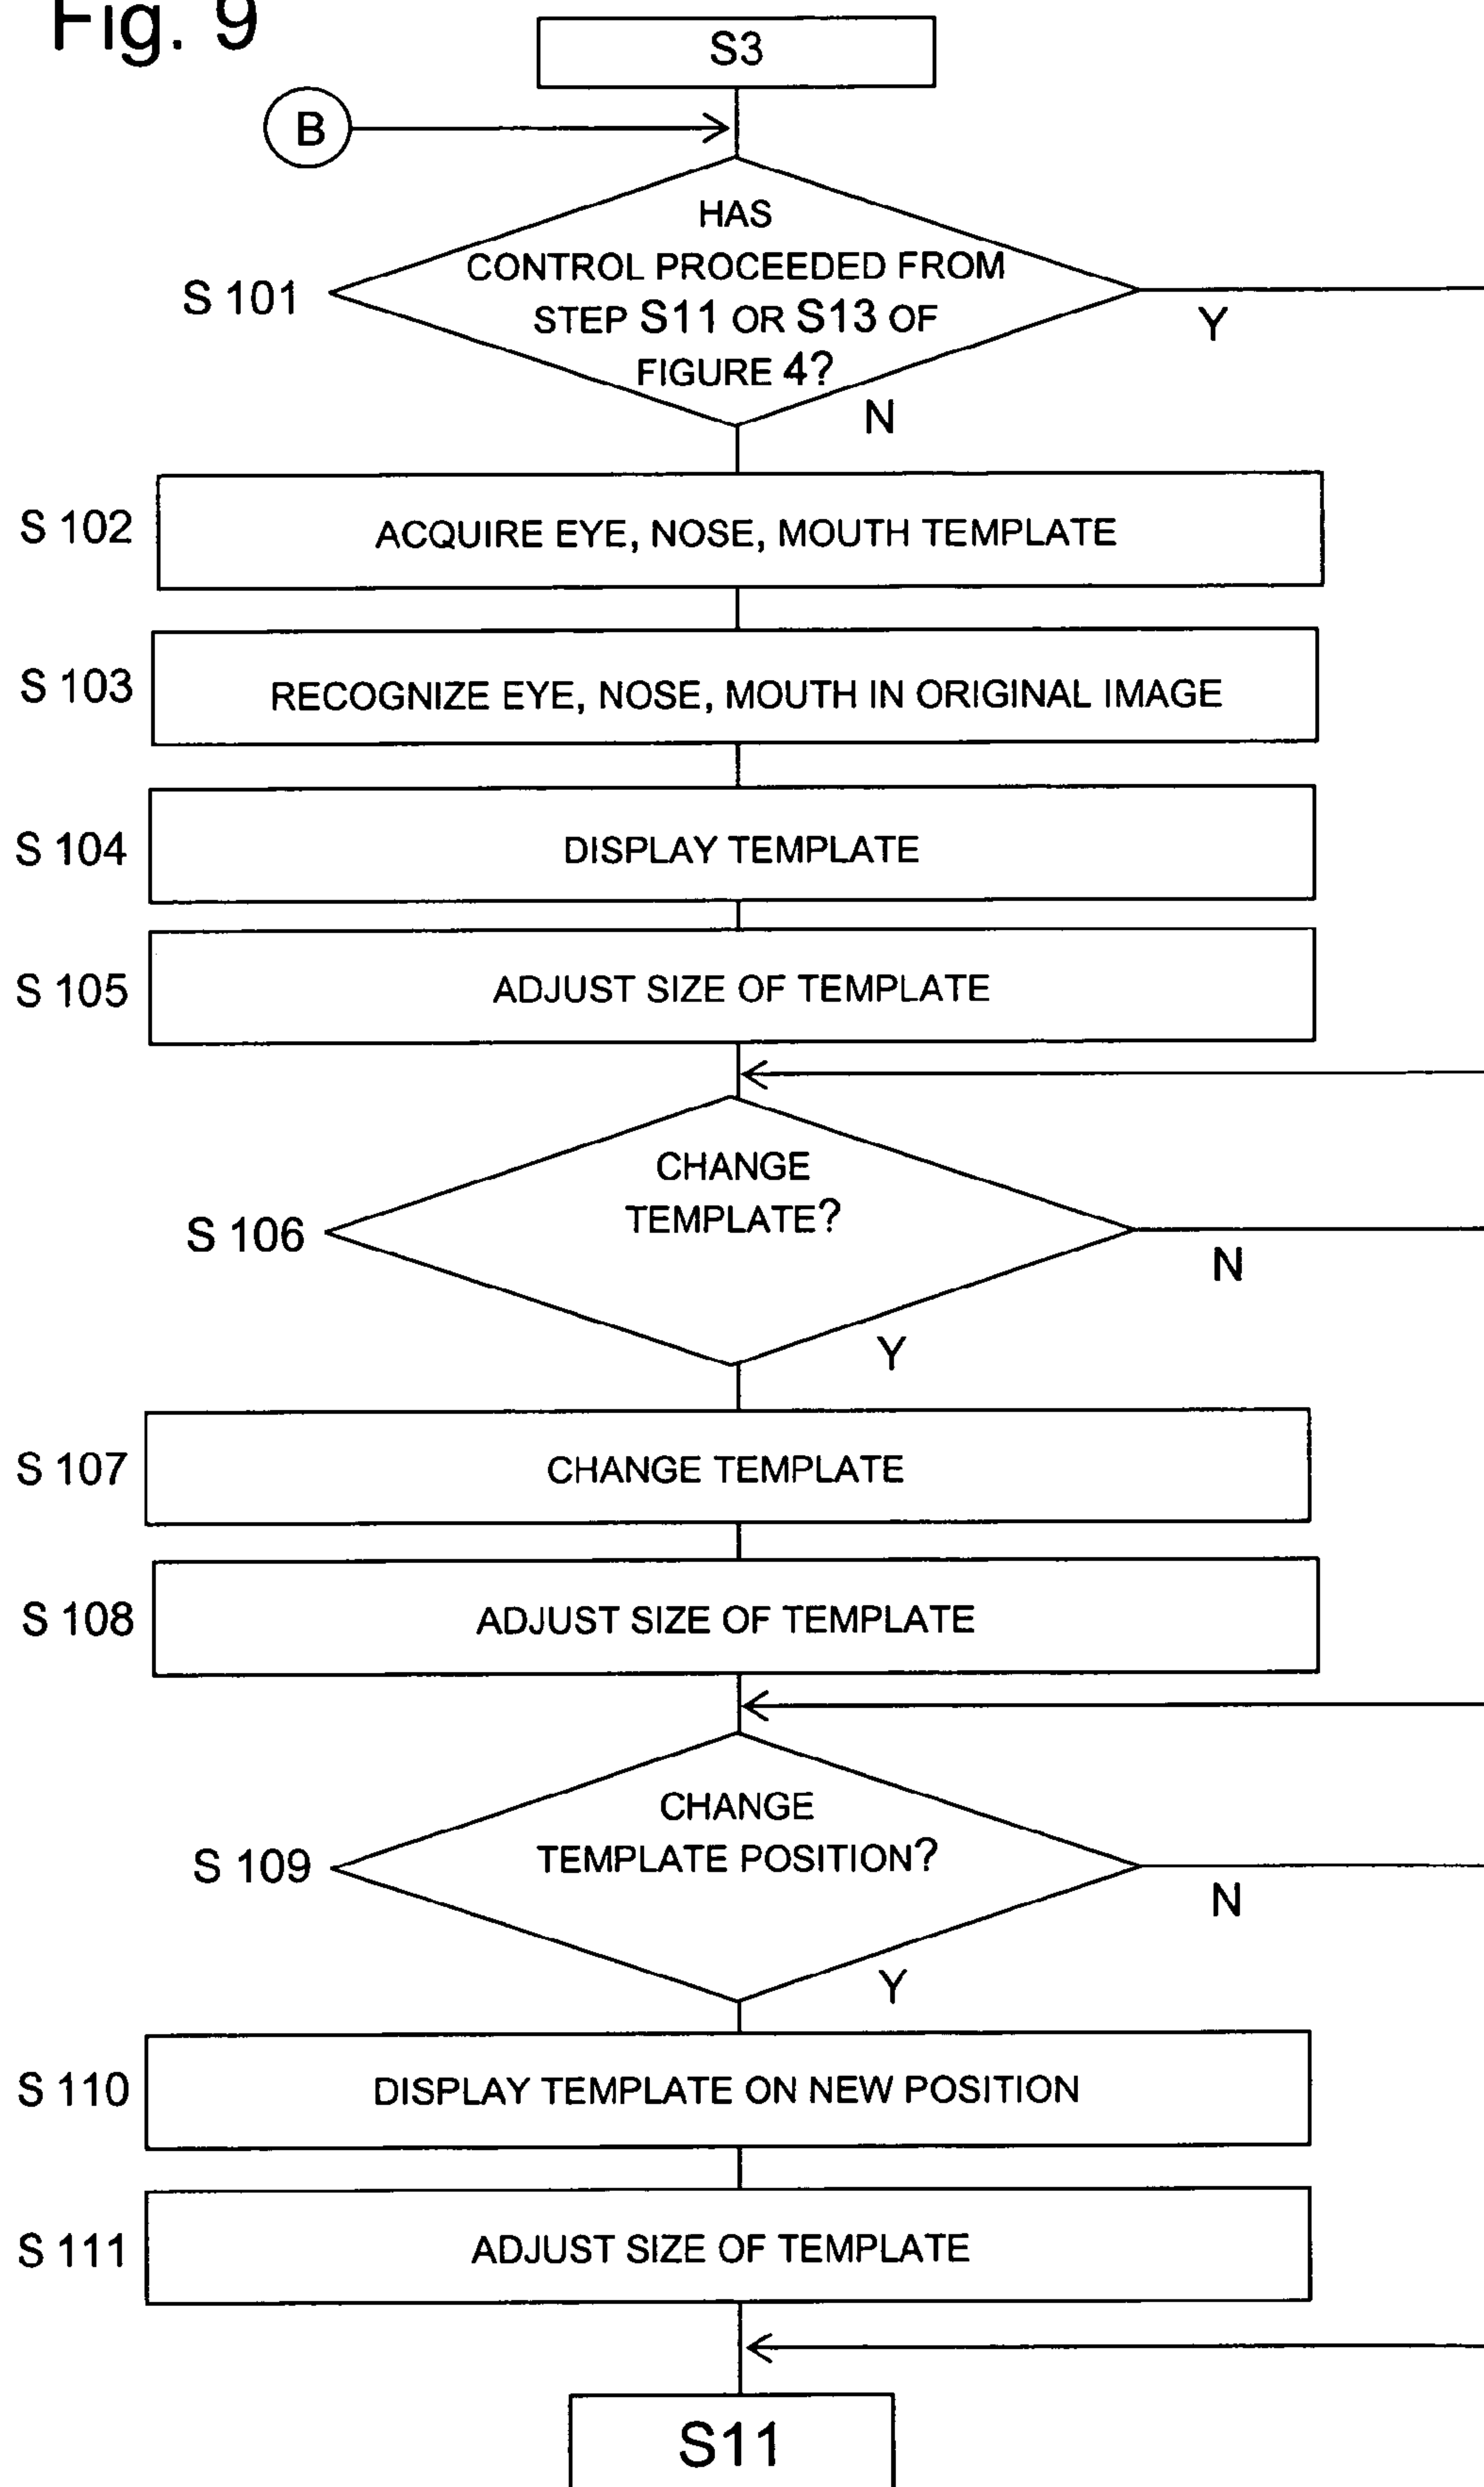 Fig. 9
S3
B
HAS
CONTROL PROCEEDED FROM
STEP S11 OR S13 OF
FIGURE 4?
S 101
Y
N
S 102
ACQUIRE EYE, NOSE, MOUTH TEMPLATE
S 103
RECOGNIZE EYE, NOSE, MOUTH IN ORIGINAL IMAGE
S 104
DISPLAY TEMPLATE
S 105
ADJUST SIZE OF TEMPLATE
CHANGE
TEMPLATE?
S 106
N
Y
S 107
CHANGE TEMPLATE
S 108
ADJUST SIZE OF TEMPLATE
CHANGE
TEMPLATE POSITION?
S 109
N
Y
S 110
DISPLAY TEMPLATE ON NEW POSITION
S 111
ADJUST SIZE OF TEMPLATE
S11